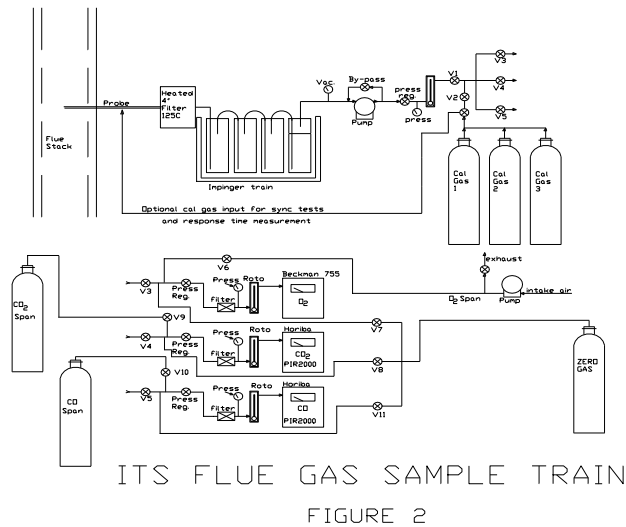 Flue
Stack
Probe
Heated
4"
Filter
125C
Impinger train
Vac.
By-pass
Pump
press
reg.
press
V1
V2
V3
V4
V5
Cal
Gas
1
Cal
Gas
2
Cal
Gas
3
Optional cal gas input for sync tests
and response time measurement
CO2
Span
V3
Press
Reg.
V6
Press
filter
Roto
Beckman 755
O2
exhaust
O2 Span
Pump
intake air
V9
V4
Press
Reg.
Press
filter
Roto
Horiba
CO2
PIR2000
V7
V8
ZERO
GAS
CO
Span
V10
V5
Press
Reg.
Press
filter
Roto
Horiba
CO
PIR2000
V11
ITS FLUE GAS SAMPLE TRAIN
FIGURE 2